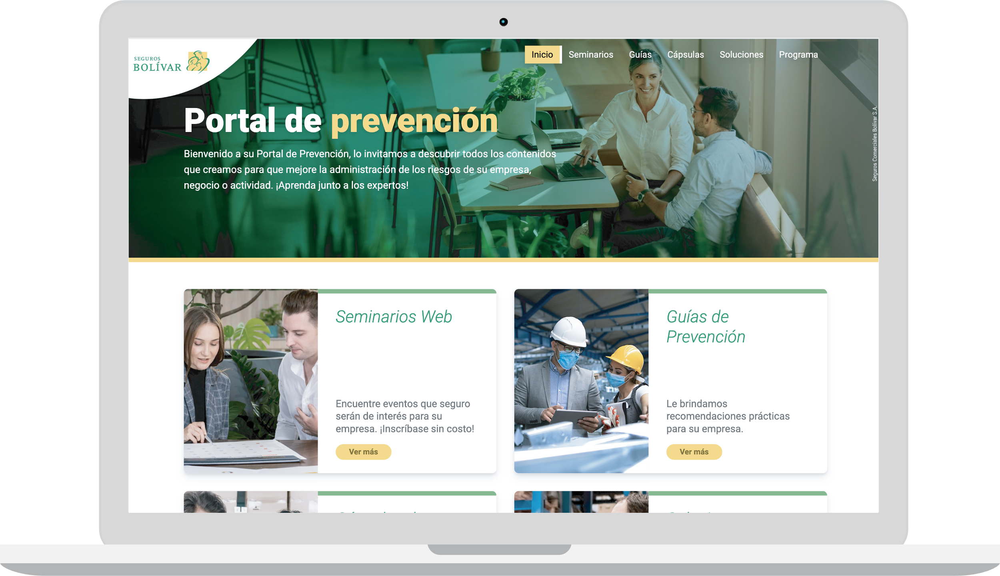 SEGUROS
BOLÍVAR
Inicio Seminarios Guías Cápsulas Soluciones Programa
Portal de prevención
Bienvenido a su Portal de Prevención, lo invitamos a descubrir todos los contenidos
que creamos para que mejore la administración de los riesgos de su empresa,
negocio o actividad. ¡Aprenda junto a los expertos!
Seguros Comerciales Bolívar S.A.
Seminarios Web
Encuentre eventos que seguro
serán de interés para su
empresa. ¡Inscríbase sin costo!
Ver más
Guías de
Prevención
Le brindamos
recomendaciones prácticas
para su empresa.
Ver más